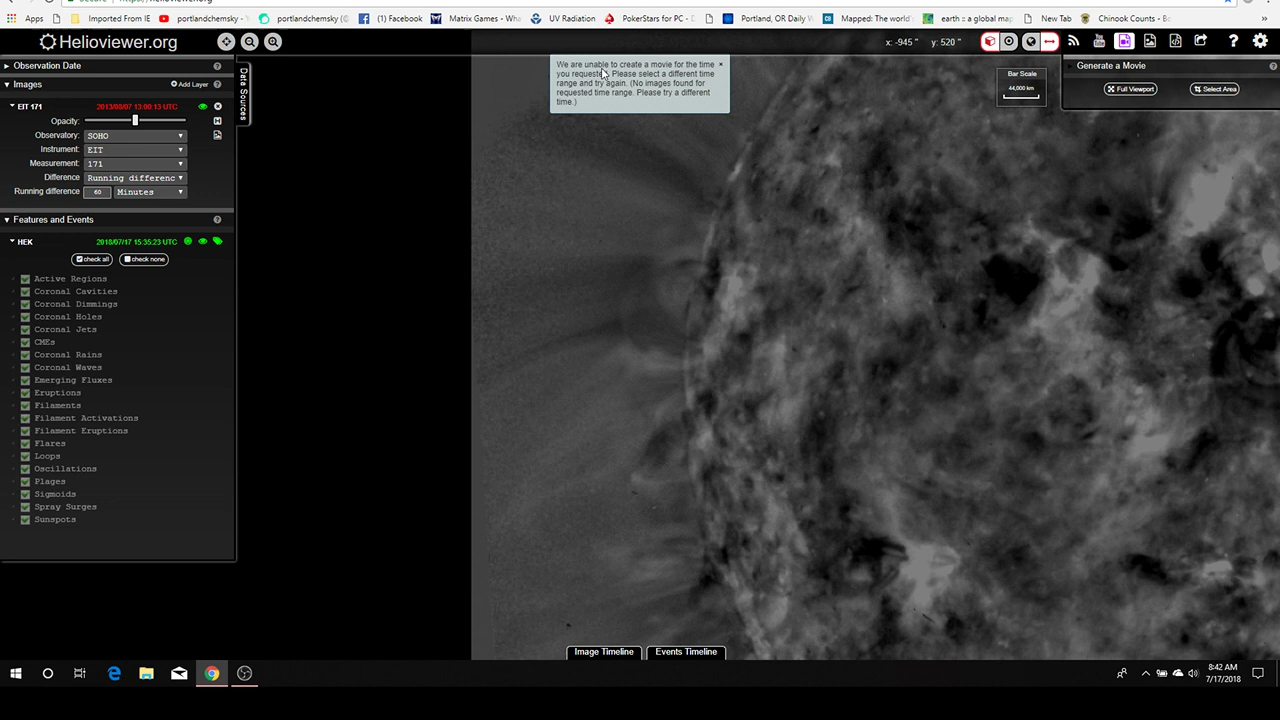 Apps
Imported From IE
portlandchemsky -
portlandchemsky (@
(1) Facebook
Matrix Games - Wha
UV Radiation
PokerStars for PC - D
Portland, OR Daily W
Mapped: The world'
earth :: a global map
New Tab
Chinook Counts - Bo
Helioviewer.org
x: -945 " y: 520 "
Observation Date
Images
Add Layer
EIT 171 2013/08/07 13:00:13 UTC
Opacity:
Observatory: SOHO
Instrument: EIT
Measurement: 171
Difference Running differenc
Running difference 60 Minutes
Features and Events
HEK 2018/07/17 15:35:23 UTC
check all check none
Active Regions
Coronal Cavities
Coronal Dimmings
Coronal Holes
Coronal Jets
CMEs
Coronal Rains
Coronal Waves
Emerging Fluxes
Eruptions
Filaments
Filament Activations
Filament Eruptions
Flares
Loops
Oscillations
Plages
Sigmoids
Spray Surges
Sunspots
Data Sources
We are unable to create a movie for the time
you requested. Please select a different time
range and try again. (No images found for
requested time range. Please try a different
time.)
Bar Scale
44,000 km
Generate a Movie
Full Viewport
Select Area
Image Timeline
Events Timeline
8:42 AM
7/17/2018